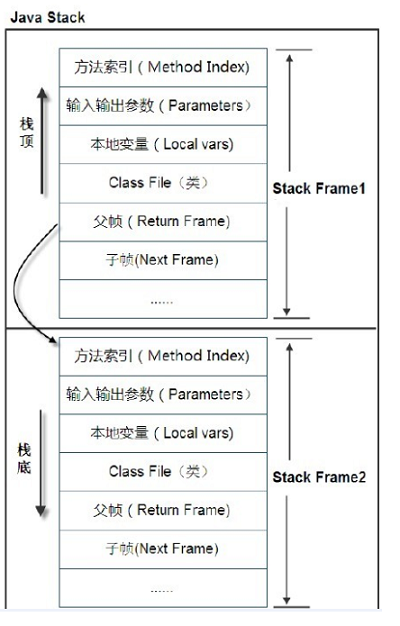 Java Stack
方法索引 ( Method Index)
输入输出参数 ( Parameters )
栈顶
本地变量 ( Local vars)
Class File（类）
Stack Frame1
父帧 ( Return Frame)
子帧(Next Frame)
......
方法索引 ( Method Index)
输入输出参数 ( Parameters )
本地变量 ( Local vars)
栈底
Class File（类）
Stack Frame2
父帧 ( Return Frame)
子帧(Next Frame)
......